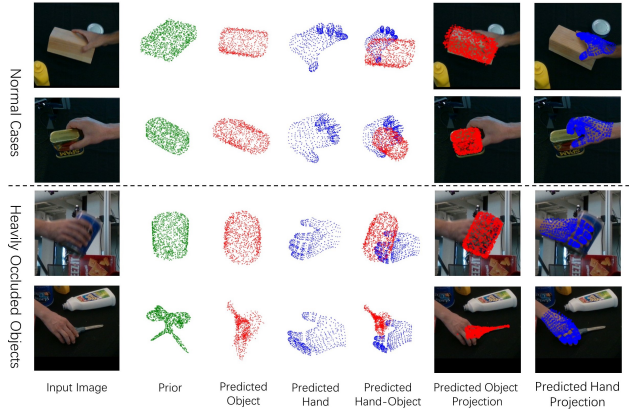 Normal Cases
Heavily Occluded Objects
Input Image
Prior
Predicted
Object
Predicted
Hand
Predicted
Hand-Object
Predicted Object
Projection
Predicted Hand
Projection